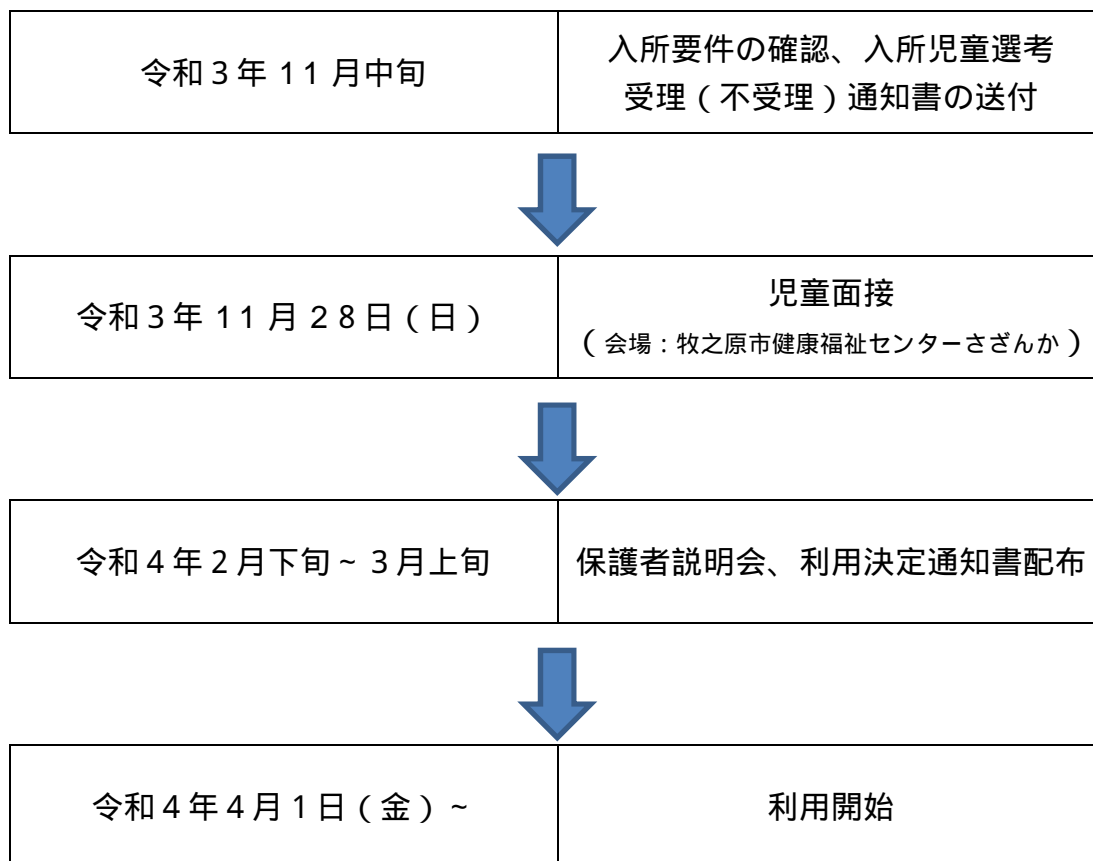 令和３年 11 月中旬
入所要件の確認、入所児童選考
受理（不受理）通知書の送付
令和３年 11 月 ２８日（日）
児童面接
（会場：牧之原市健康福祉センターさざんか）
令和４年２月下旬～３月上旬
保護者説明会、利用決定通知書配布
令和４年４月１日（金）～
利用開始